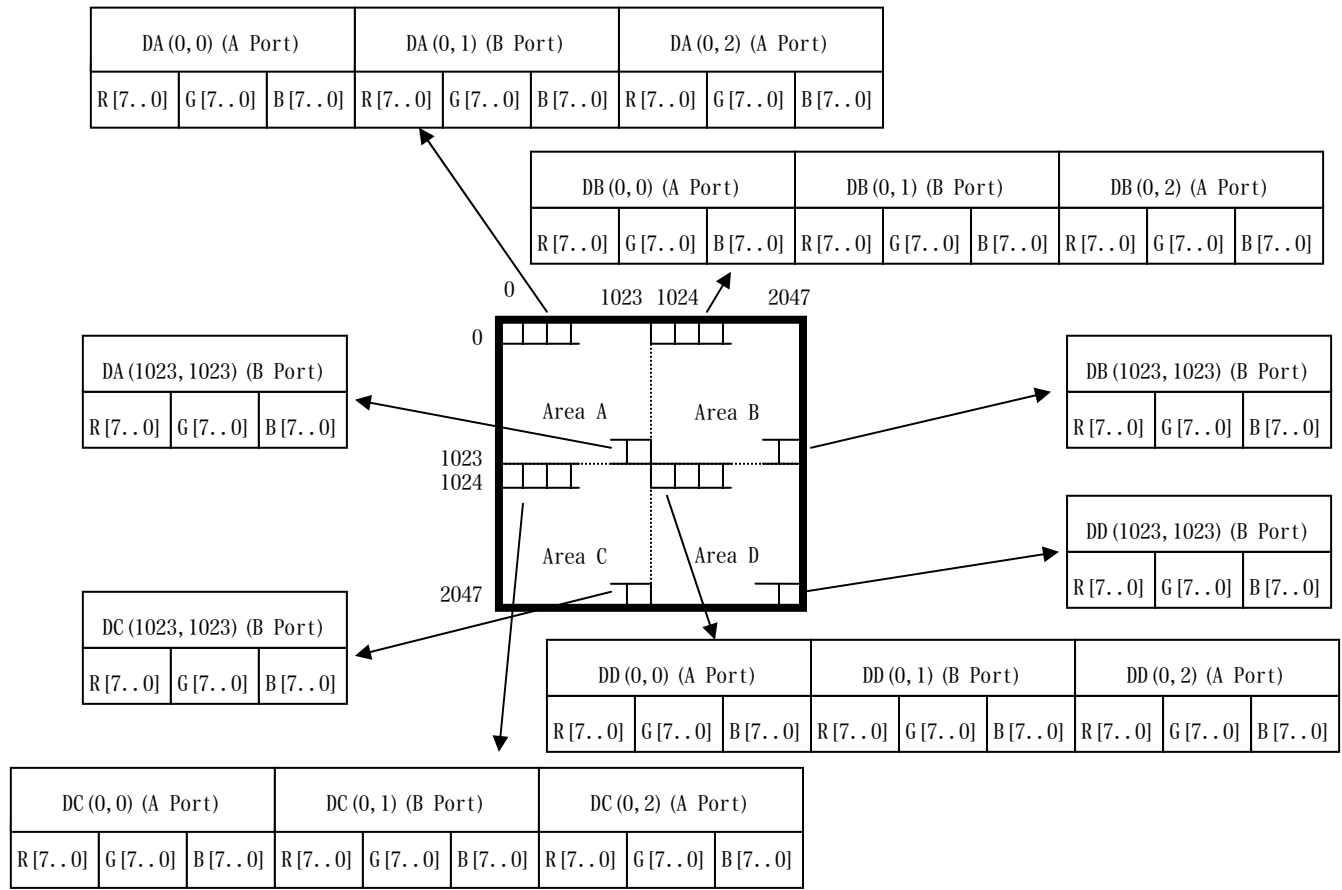 DA(0,0) (A Port) DA(0,1) (B Port) DA(0,2) (A Port)
R[7..0] G[7..0] B[7..0] R[7..0] G[7..0] B[7..0] R[7..0] G[7..0] B[7..0]
DB(0,0) (A Port) DB(0,1) (B Port) DB(0,2) (A Port)
R[7..0] G[7..0] B[7..0] R[7..0] G[7..0] B[7..0] R[7..0] G[7..0] B[7..0]
0 1023 1024 2047
0
DA(1023,1023) (B Port)
R[7..0] G[7..0] B[7..0]
Area A Area B
DB(1023,1023) (B Port)
R[7..0] G[7..0] B[7..0]
1023
1024
Area C Area D
DD(1023,1023) (B Port)
R[7..0] G[7..0] B[7..0]
2047
DC(1023,1023) (B Port)
R[7..0] G[7..0] B[7..0]
DD(0,0) (A Port) DD(0,1) (B Port) DD(0,2) (A Port)
R[7..0] G[7..0] B[7..0] R[7..0] G[7..0] B[7..0] R[7..0] G[7..0] B[7..0]
DC(0,0) (A Port) DC(0,1) (B Port) DC(0,2) (A Port)
R[7..0] G[7..0] B[7..0] R[7..0] G[7..0] B[7..0] R[7..0] G[7..0] B[7..0]